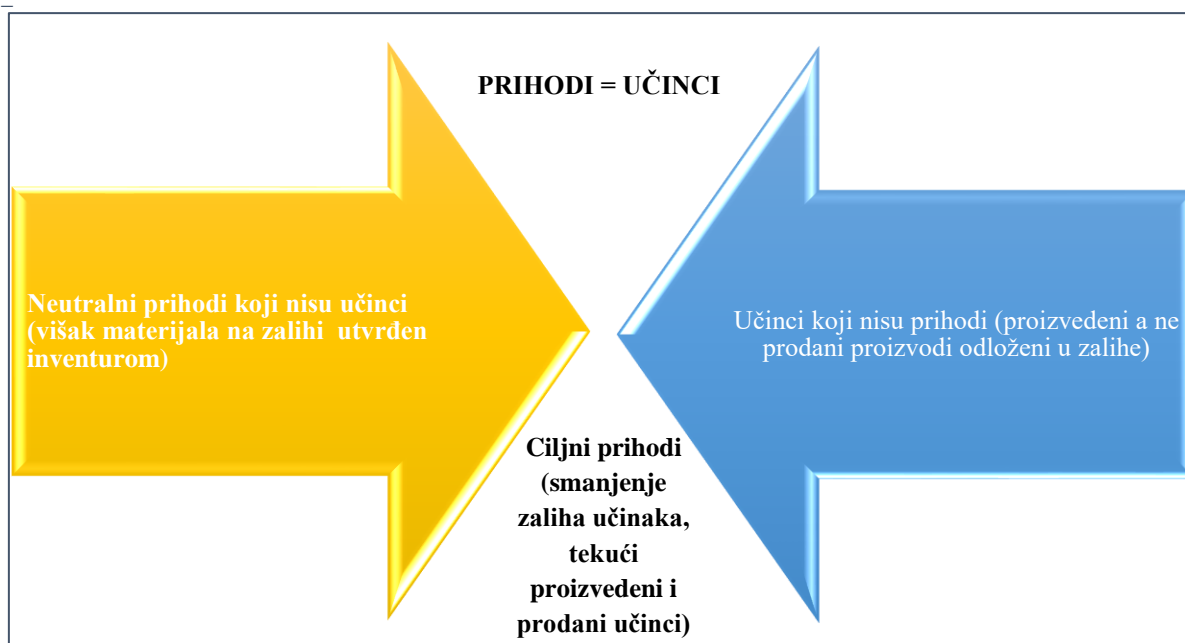 PRIHODI = UČINCI
Neutralni prihodi koji nisu učinci
(višak materijala na zalihi utvrđen
inventurom)
Učinci koji nisu prihodi (proizvedeni a ne
prodani proizvodi odloženi u zalihe)
Ciljni prihodi
(smanjenje
zaliha učinaka,
tekući
proizvedeni i
prodani učinci)